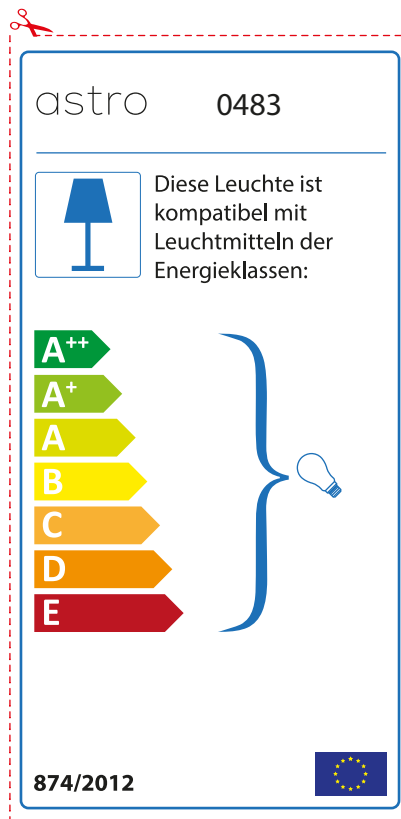 astro 0483
Diese Leuchte ist
kompatibel mit
Leuchtmitteln der
Energieklassen:
A++
A+
A
B
C
D
E
874/2012